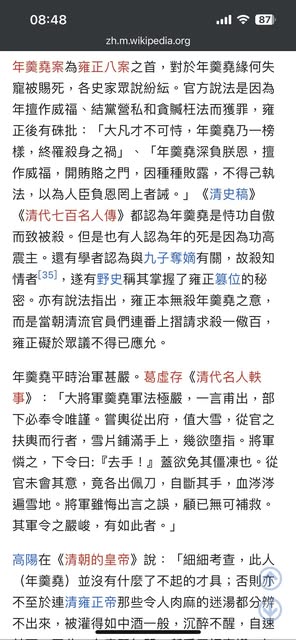 08:48
87
zh.m.wikipedia.org
年羹堯案為雍正八案之首，對於年羹堯緣何失
寵被賜死，各史家眾說紛紜。官方說法是因為
年擅作威福、結黨營私和貪贓枉法而獲罪，雍
正後有硃批：「大凡才不可恃，年羹堯乃一榜
樣，終罹殺身之禍」、「年羹堯深負朕恩，擅
作威福，開賄賂之門，因種種敗露，不得已執
法，以為人臣負恩罔上者誡。」《清史稿》
《清代七百名人傳》都認為年羹堯是恃功自傲
而致被殺。但是也有人認為年的死是因為功高
震主。還有學者認為與九子奪嫡有關，故殺知
情者[35]，遂有野史稱其掌握了雍正篡位的秘
密。亦有說法指出，雍正本無殺年羹堯之意，
而是當朝清流官員們連番上摺請求殺一儆百，
雍正礙於眾議不得已應允。
年羹堯平時治軍甚嚴。葛虛存《清代名人軼
事》：「大將軍年羹堯軍法極嚴，一言甫出，部
下必奉令唯謹。嘗輿從出府，值大雪，從官之
扶輿而行者，雪片鋪滿手上，幾欲墮指。將軍
憐之，下令曰:『去手！』蓋欲免其僵凍也。從
官未會其意，竟各出佩刀，自斷其手，血涔涔
遍雪地。將軍雖悔出言之誤，顧已無可補救。
其軍令之嚴峻，有如此者。」
高陽在《清朝的皇帝》說：「細細考查，此人
（年羹堯）並沒有什麼了不起的才具；否則亦
不至於連清雍正帝那些令人肉麻的迷湯都分辨
不出來，被灌得如中酒一般，沉醉不醒，自速